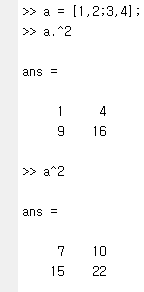 >> a = [1,2;3,4];
>> a.^2
ans =
1 4
9 16
>> a^2
ans =
7 10
15 22